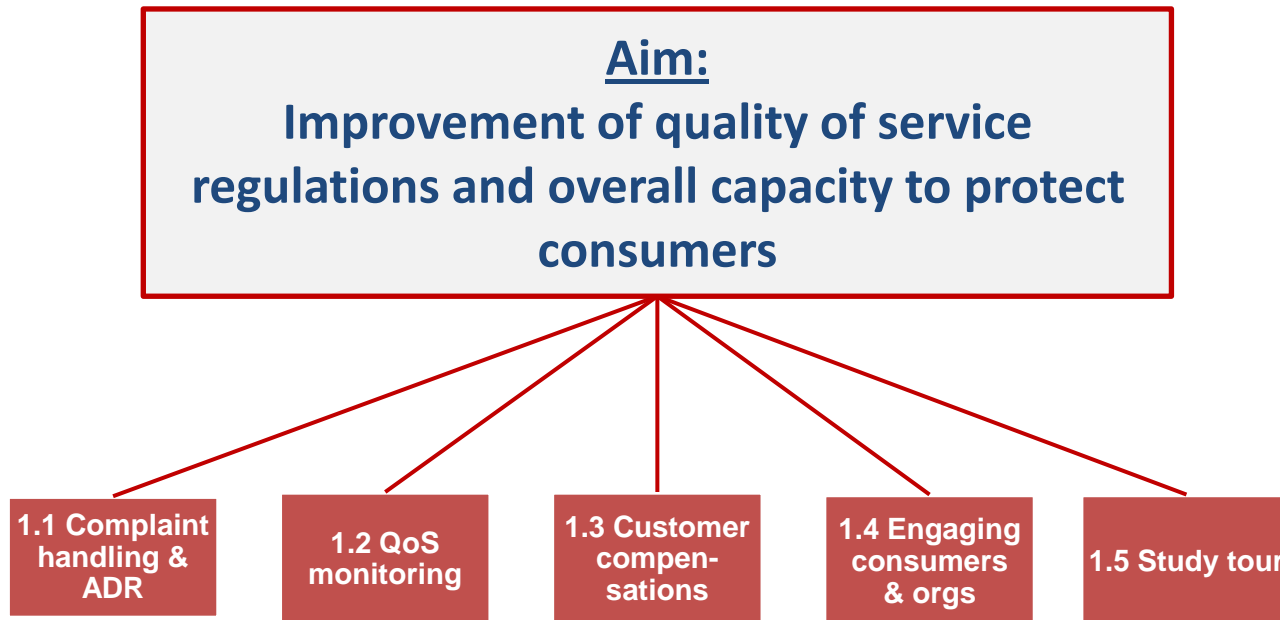 Aim:
Improvement of quality of service
regulations and overall capacity to protect
consumers
1.1 Complaint
handling &
ADR
1.2 QoS
monitoring
1.3 Customer
compen-
sations
1.4 Engaging
consumers
& orgs
1.5 Study tour